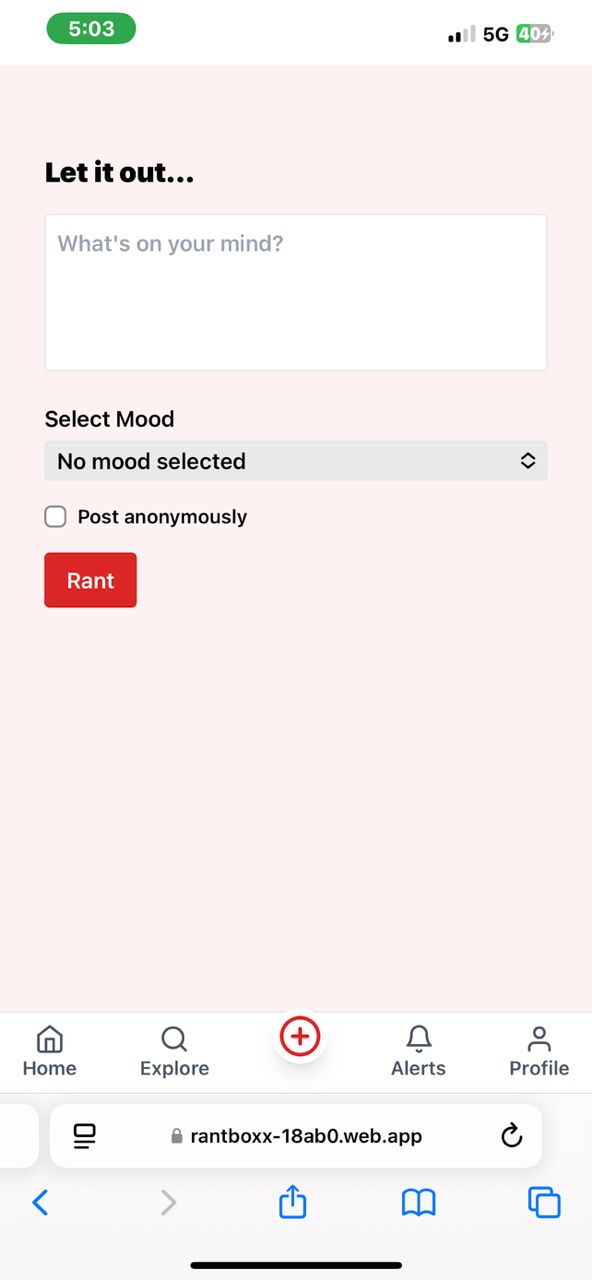 5:03
5G 40
Let it out...
What's on your mind?
Select Mood
No mood selected
Post anonymously
Rant
Home Explore Alerts Profile
rantboxx-18ab0.web.app